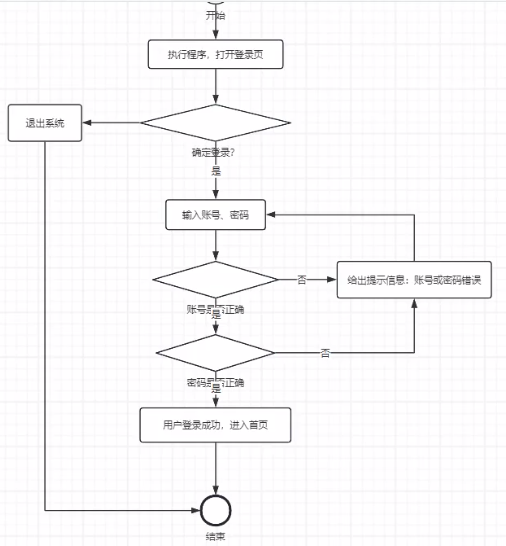 开始
执行程序，打开登录页
退出系统
确定登录？
是
输入账号、密码
否
给出提示信息：账号或密码错误
账号是否正确
是
否
密码是否正确
是
用户登录成功，进入首页
结束